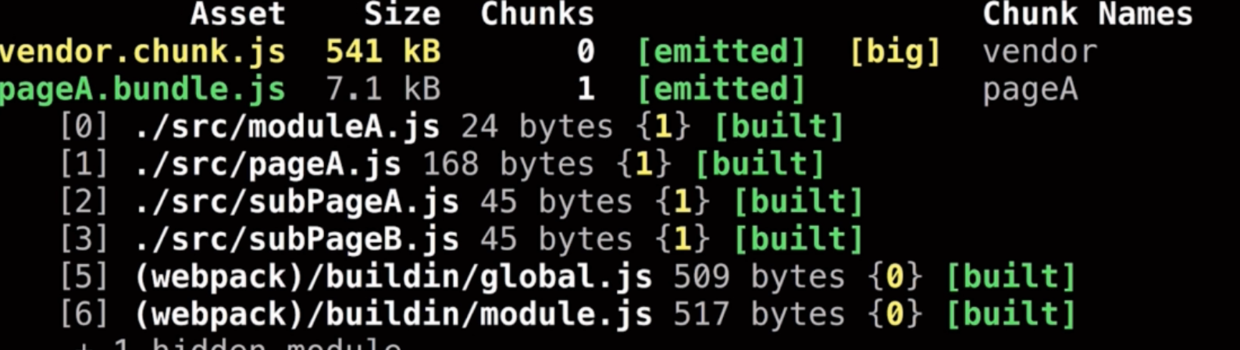 Asset Size Chunks Chunk Names
vendor.chunk.js 541 kB 0 [emitted] [big] vendor
pageA.bundle.js 7.1 kB 1 [emitted] pageA
[0] ./src/moduleA.js 24 bytes {1} [built]
[1] ./src/pageA.js 168 bytes {1} [built]
[2] ./src/subPageA.js 45 bytes {1} [built]
[3] ./src/subPageB.js 45 bytes {1} [built]
[5] (webpack)/buildin/global.js 509 bytes {0} [built]
[6] (webpack)/buildin/module.js 517 bytes {0} [built]
+ 1 hidden module